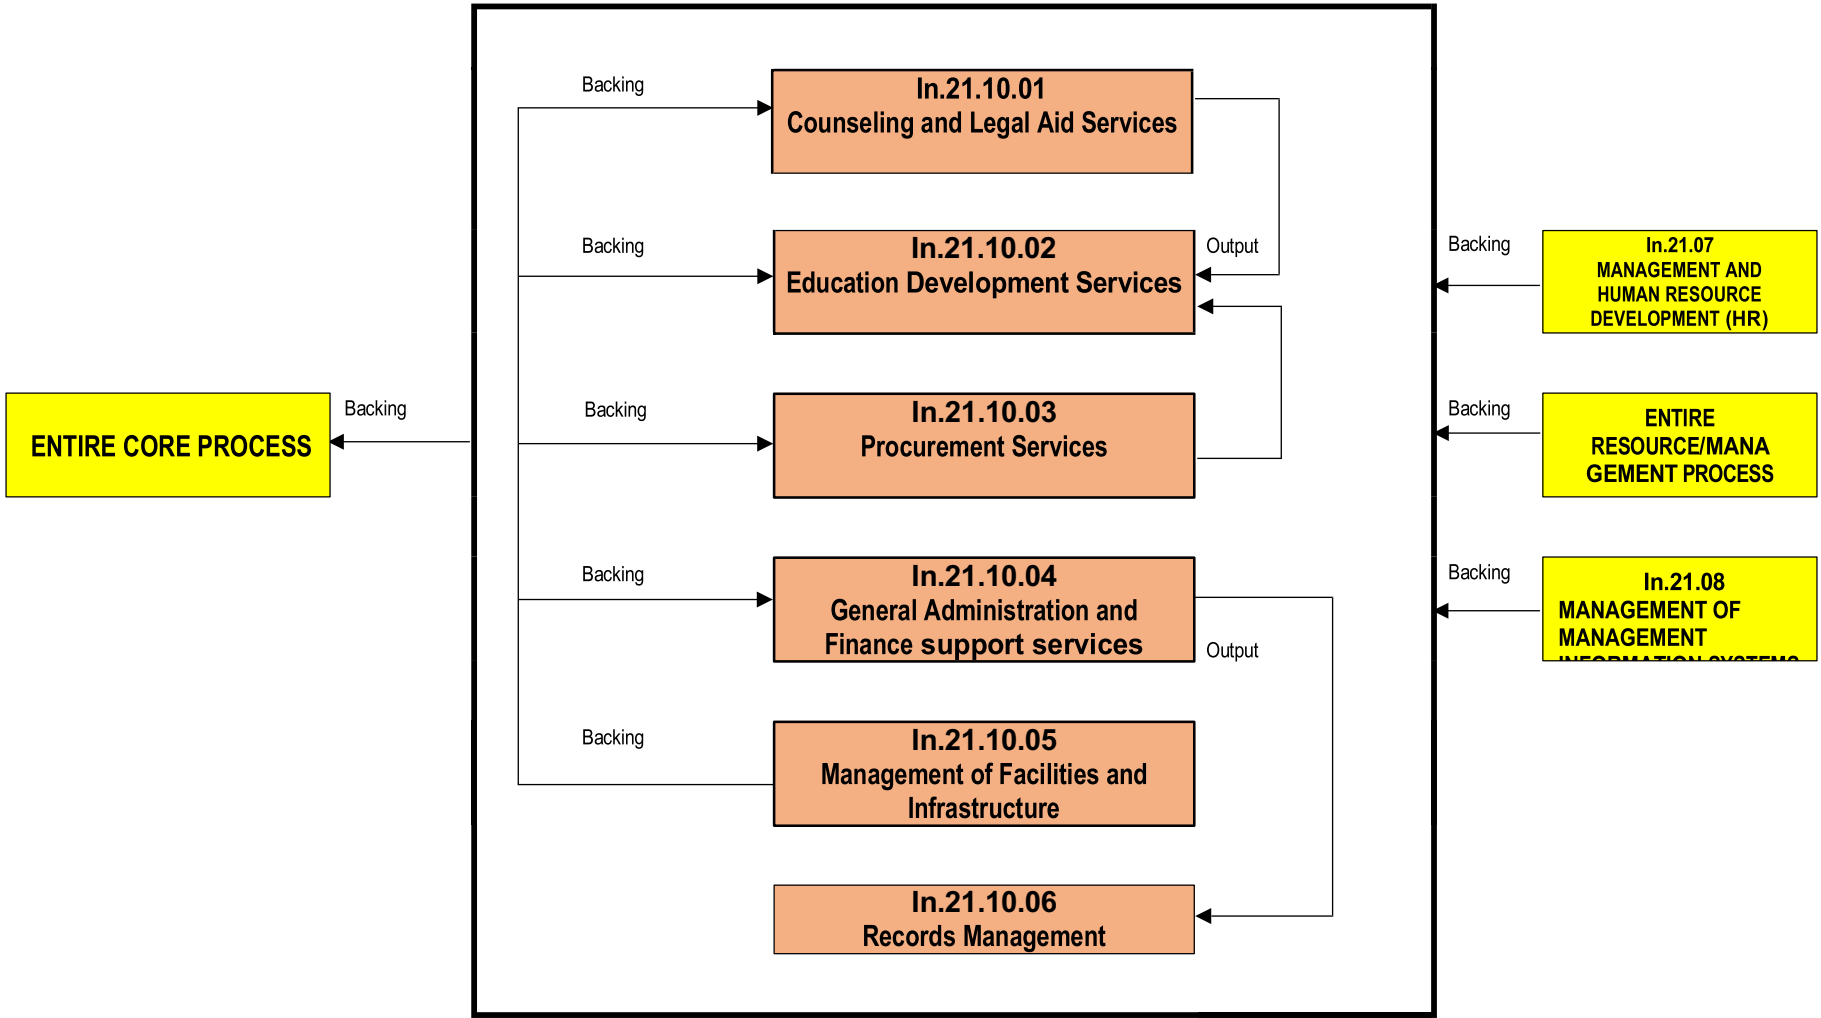 Backing
In.21.10.01
Counseling and Legal Aid Services
Backing
In.21.10.02
Education Development Services
Output
Backing
In.21.07
MANAGEMENT AND
HUMAN RESOURCE
DEVELOPMENT (HR)
ENTIRE CORE PROCESS
Backing
Backing
In.21.10.03
Procurement Services
Backing
ENTIRE
RESOURCE/MANA
GEMENT PROCESS
Backing
In.21.10.04
General Administration and
Finance support services
Output
Backing
In.21.08
MANAGEMENT OF
MANAGEMENT
INFORMATION SYSTEMS
Backing
In.21.10.05
Management of Facilities and
Infrastructure
In.21.10.06
Records Management